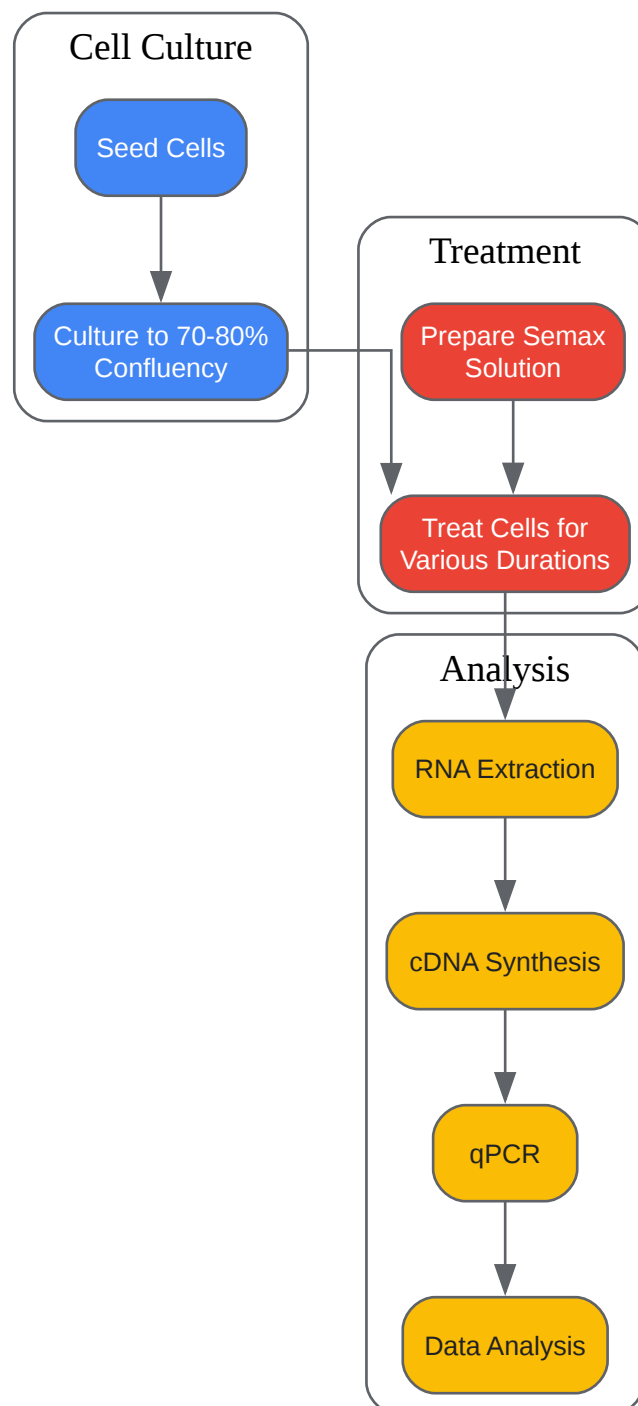 Cell Culture
Seed Cells
Culture to 70-80%
Confluency
Treatment
Prepare Semax
Solution
Treat Cells for
Various Durations
Analysis
RNA Extraction
cDNA Synthesis
qPCR
Data Analysis